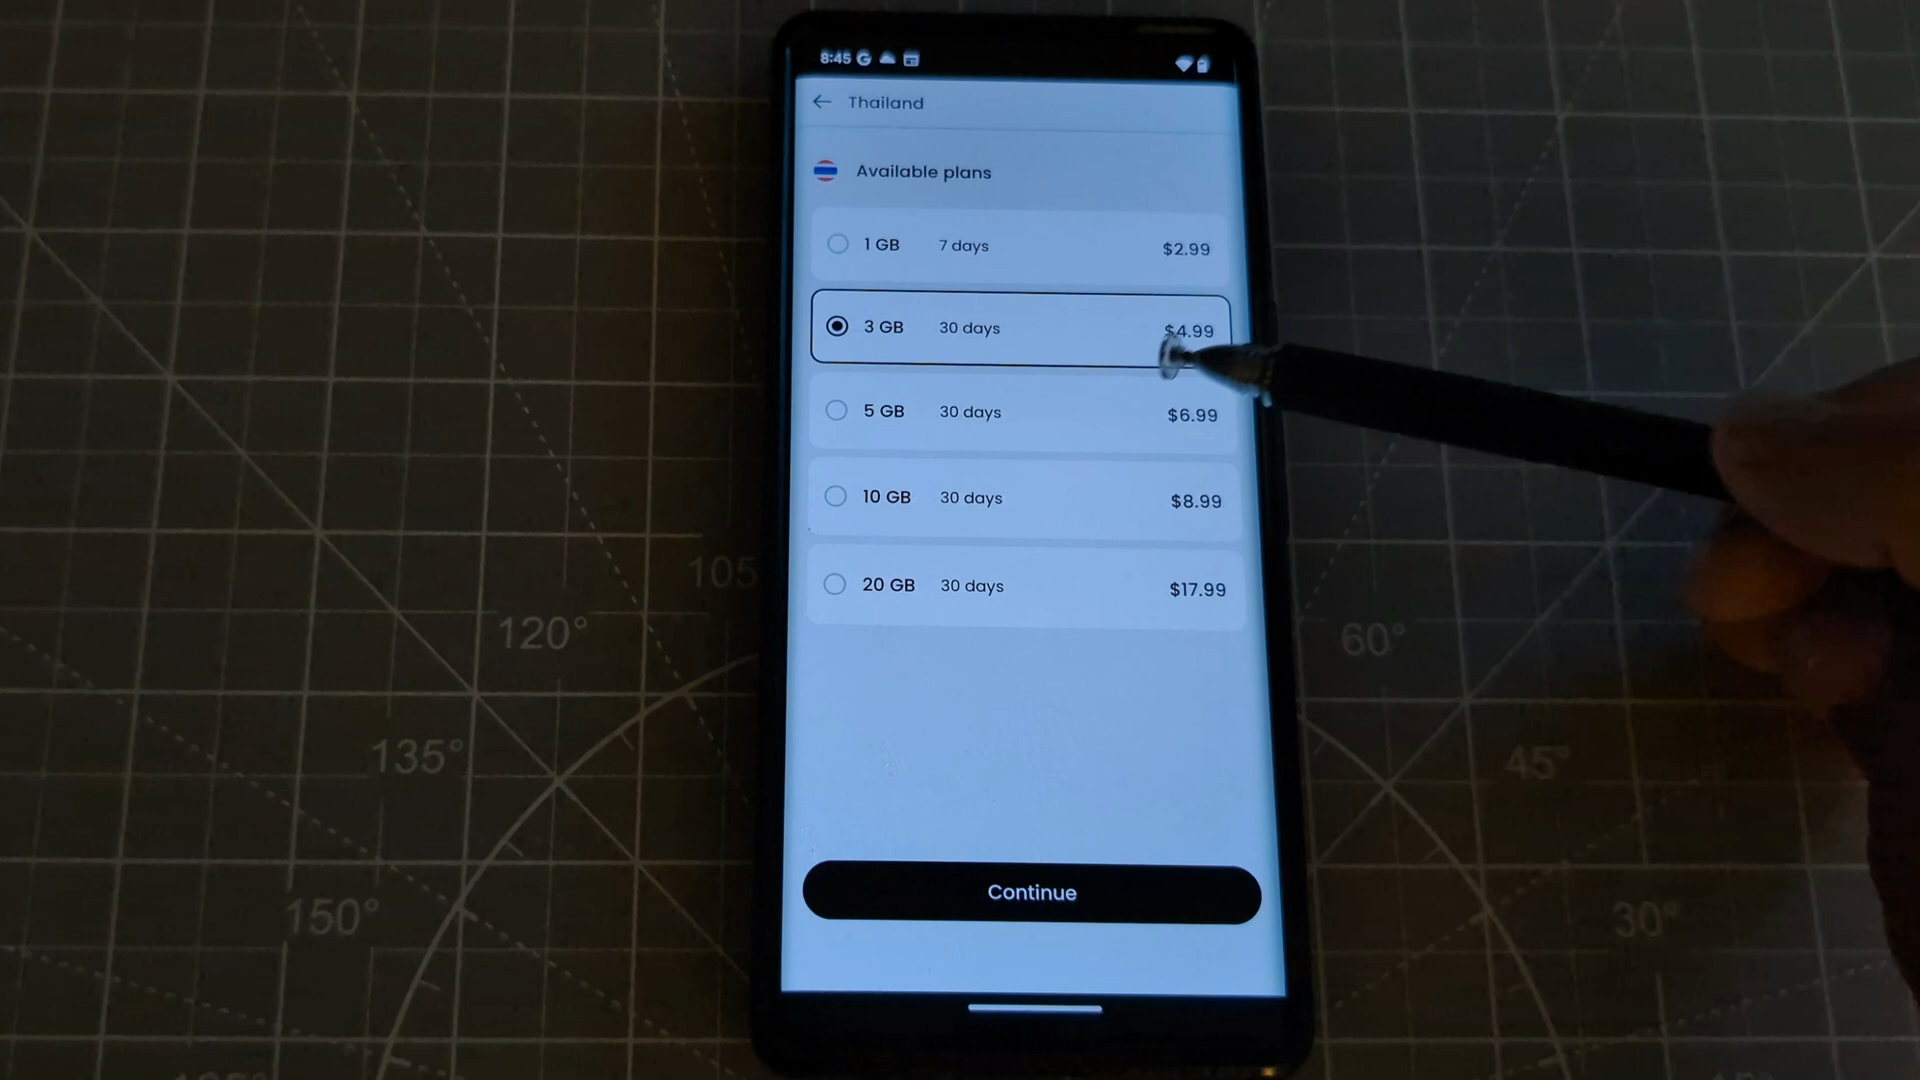 8:45
Thailand
Available plans
1 GB 7 days $2.99
3 GB 30 days $4.99
5 GB 30 days $6.99
10 GB 30 days $8.99
20 GB 30 days $17.99
Continue
105
120°
60°
135°
45°
150°
30°